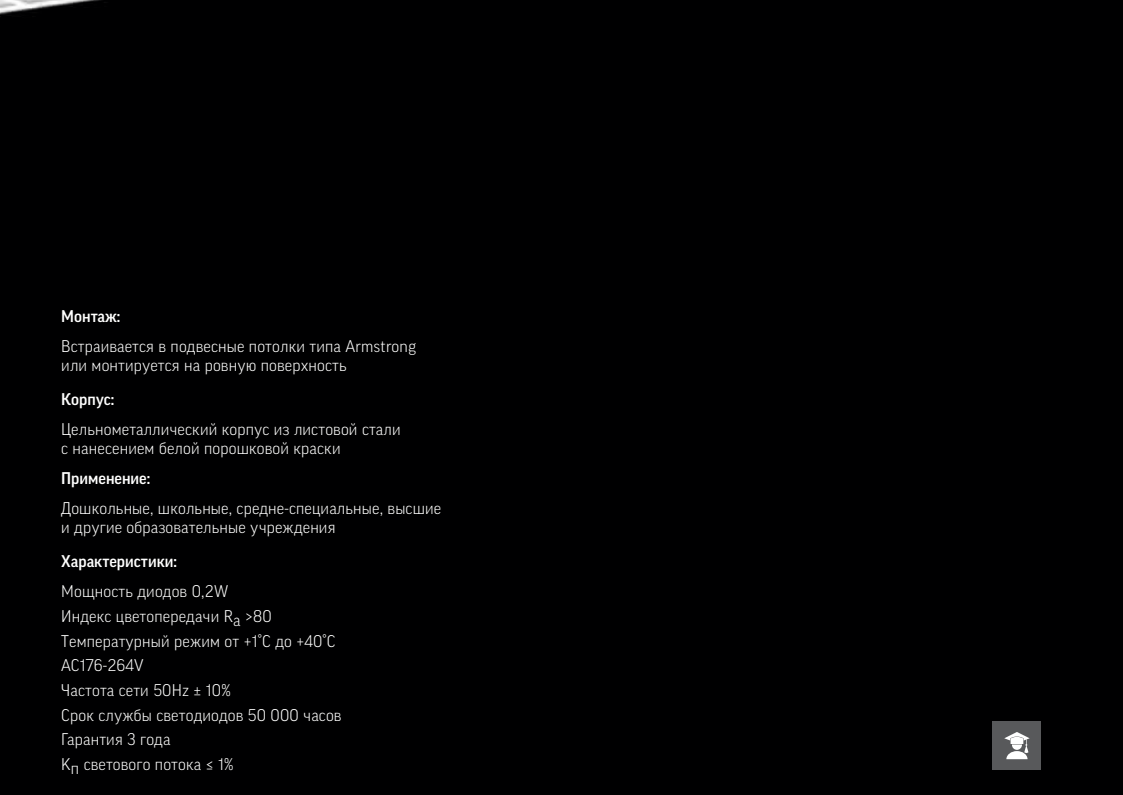 Монтаж:
Встраивается в подвесные потолки типа Armstrong
или монтируется на ровную поверхность
Корпус:
Цельнометаллический корпус из листовой стали
с нанесением белой порошковой краски
Применение:
Дошкольные, школьные, средне-специальные, высшие
и другие образовательные учреждения
Характеристики:
Мощность диодов 0,2W
Индекс цветопередачи Ra >80
Температурный режим от +1˚C до +40˚C
AC176-264V
Частота сети 50Hz ± 10%
Срок службы светодиодов 50 000 часов
Гарантия 3 года
Кп светового потока ≤ 1%